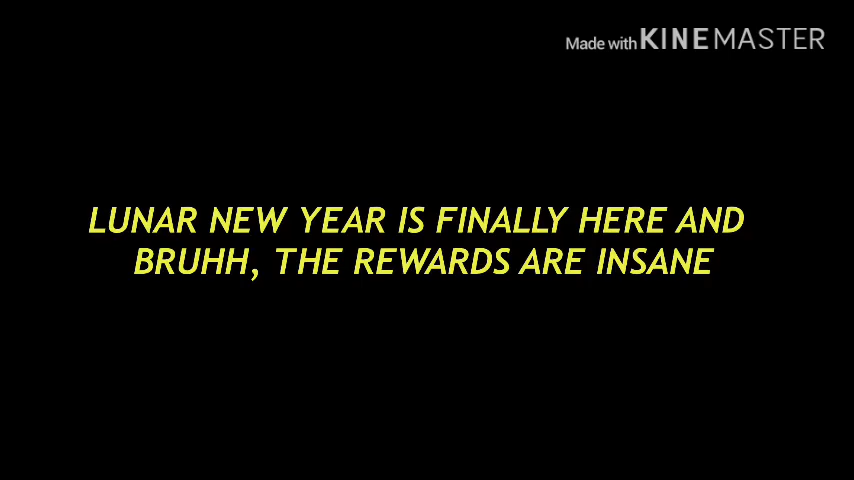 Made with KINEMASTER
LUNAR NEW YEAR IS FINALLY HERE AND
BRUHH, THE REWARDS ARE INSANE